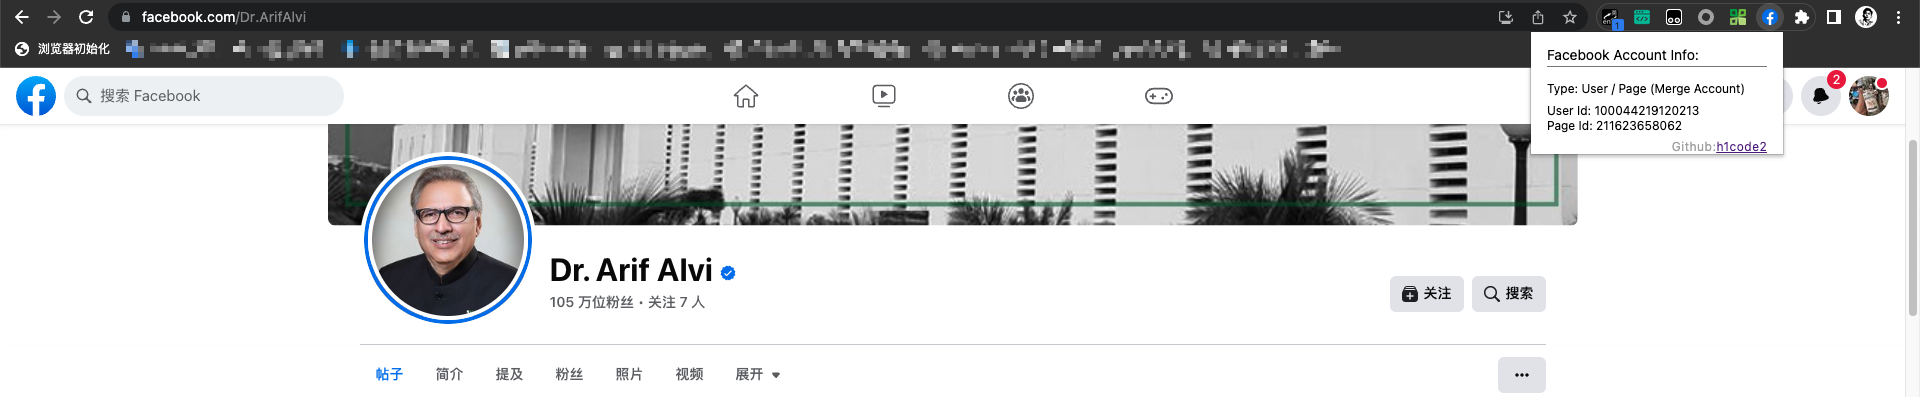 facebook.com/Dr.ArifAlvi
1
浏览器初始化
Facebook Account Info:
Type: User / Page (Merge Account)
User Id: 100044219120213
Page Id: 211623658062
Github:h1code2
搜索 Facebook
2
Dr. Arif Alvi
105 万位粉丝 · 关注 7 人
关注
搜索
帖子
简介
提及
粉丝
照片
视频
展开